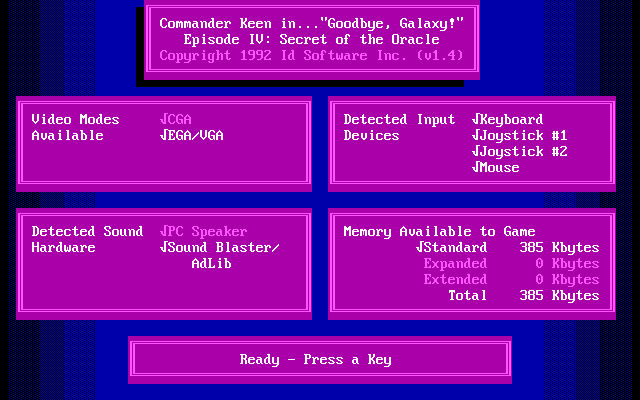 Commander Keen in..."Goodbye, Galaxy!"
Episode IV: Secret of the Oracle
Copyright 1992 Id Software Inc. (v1.4)
Video Modes √CGA
Available √EGA/VGA
Detected Input √Keyboard
Devices √Joystick #1
√Joystick #2
√Mouse
Detected Sound √PC Speaker
Hardware √Sound Blaster/
AdLib
Memory Available to Game
√Standard 385 Kbytes
Expanded 0 Kbytes
Extended 0 Kbytes
Total 385 Kbytes
Ready - Press a Key